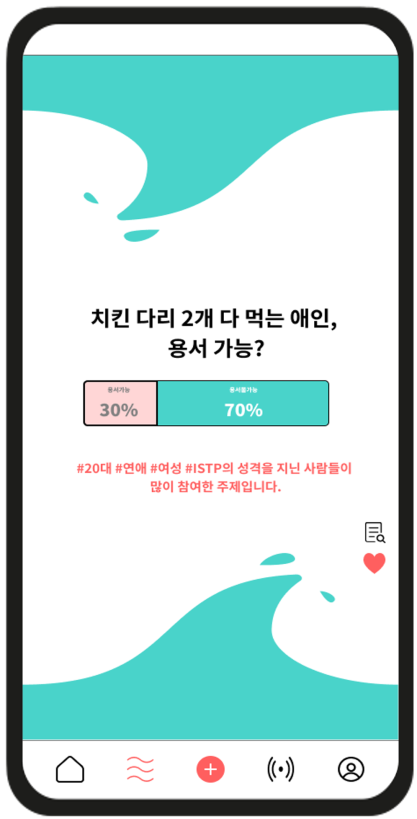 치킨 다리 2개 다 먹는 애인,
용서 가능?
용서가능 용서불가능
30% 70%
#20대 #연애 #여성 #ISTP의 성격을 지닌 사람들이
많이 참여한 주제입니다.